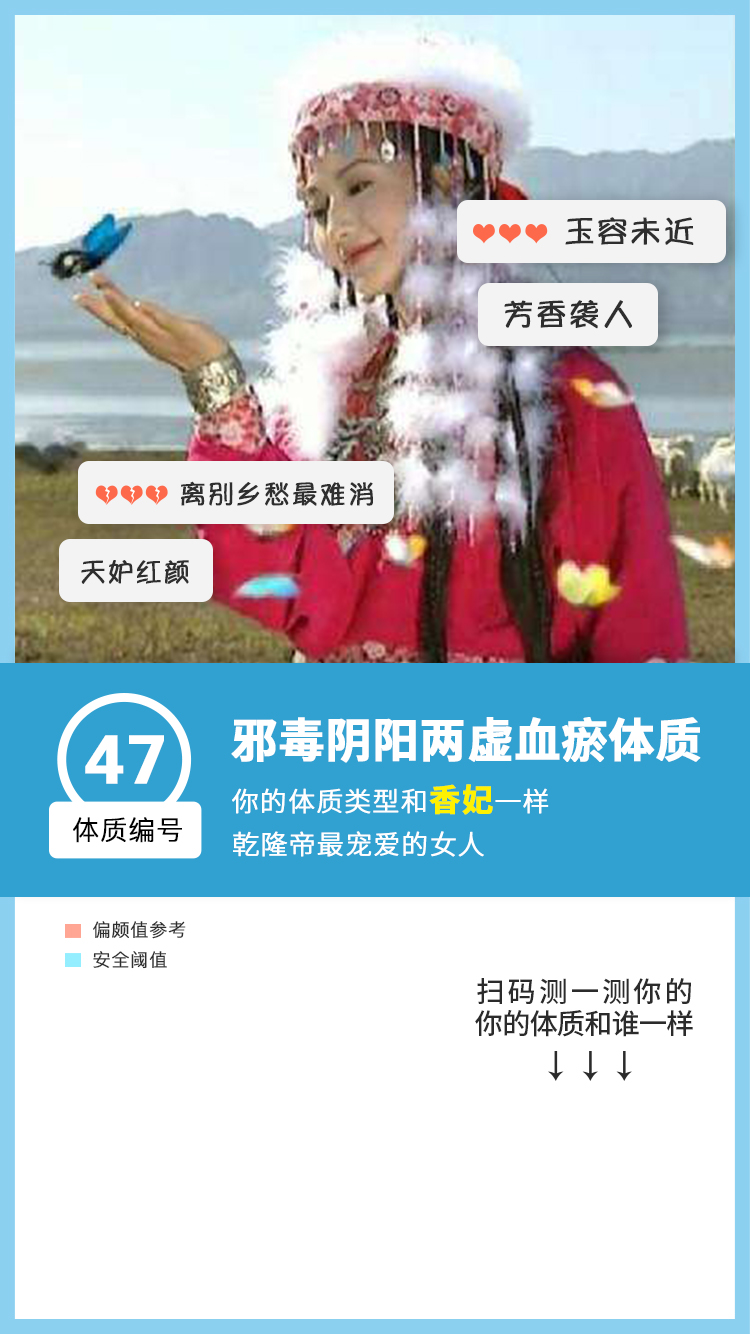 ❤❤❤ 玉容未近
芳香袭人
💔💔💔 离别乡愁最难消
天妒红颜
47
体质编号
邪毒阴阳两虚血瘀体质
你的体质类型和香妃一样
乾隆帝最宠爱的女人
偏颇值参考
安全阈值
扫码测一测你的
你的体质和谁一样
↓ ↓ ↓